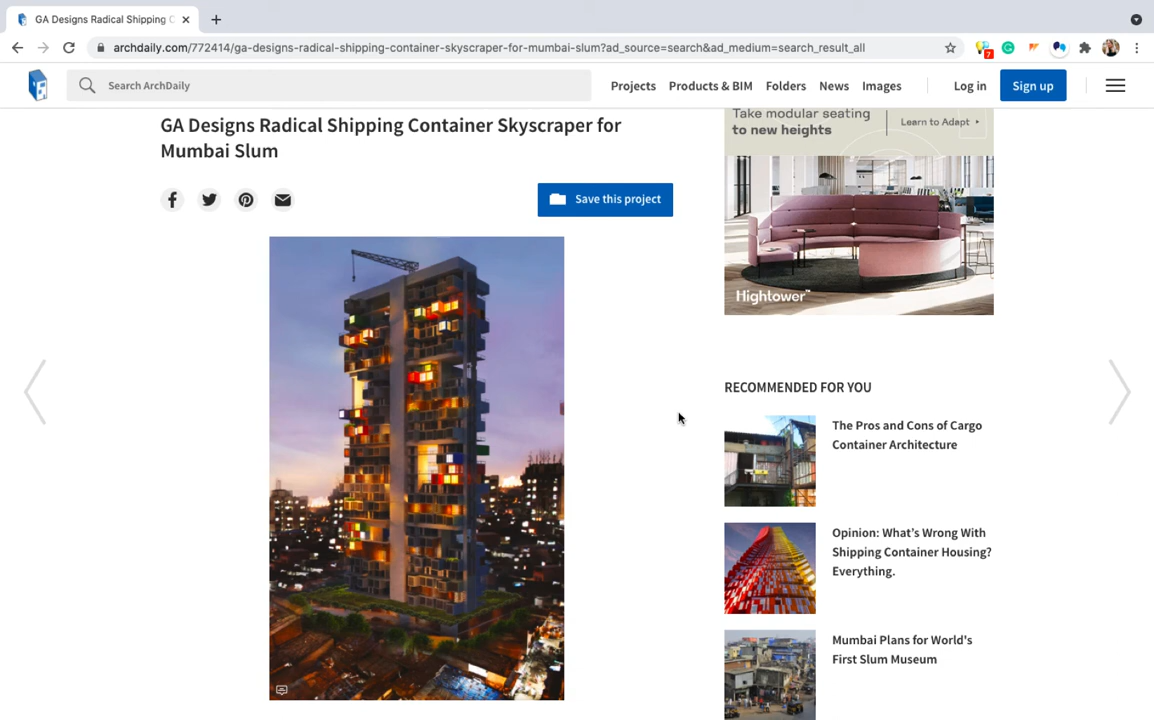 GA Designs Radical Shipping C
archdaily.com/772414/ga-designs-radical-shipping-container-skyscraper-for-mumbai-slum?ad_source=search&ad_medium=search_result_all
7
Search ArchDaily
Projects Products & BIM Folders News Images Log in Sign up
GA Designs Radical Shipping Container Skyscraper for
Mumbai Slum
Save this project
Take modular seating
to new heights
Learn to Adapt
Hightower™
RECOMMENDED FOR YOU
The Pros and Cons of Cargo
Container Architecture
Opinion: What's Wrong With
Shipping Container Housing?
Everything.
Mumbai Plans for World's
First Slum Museum